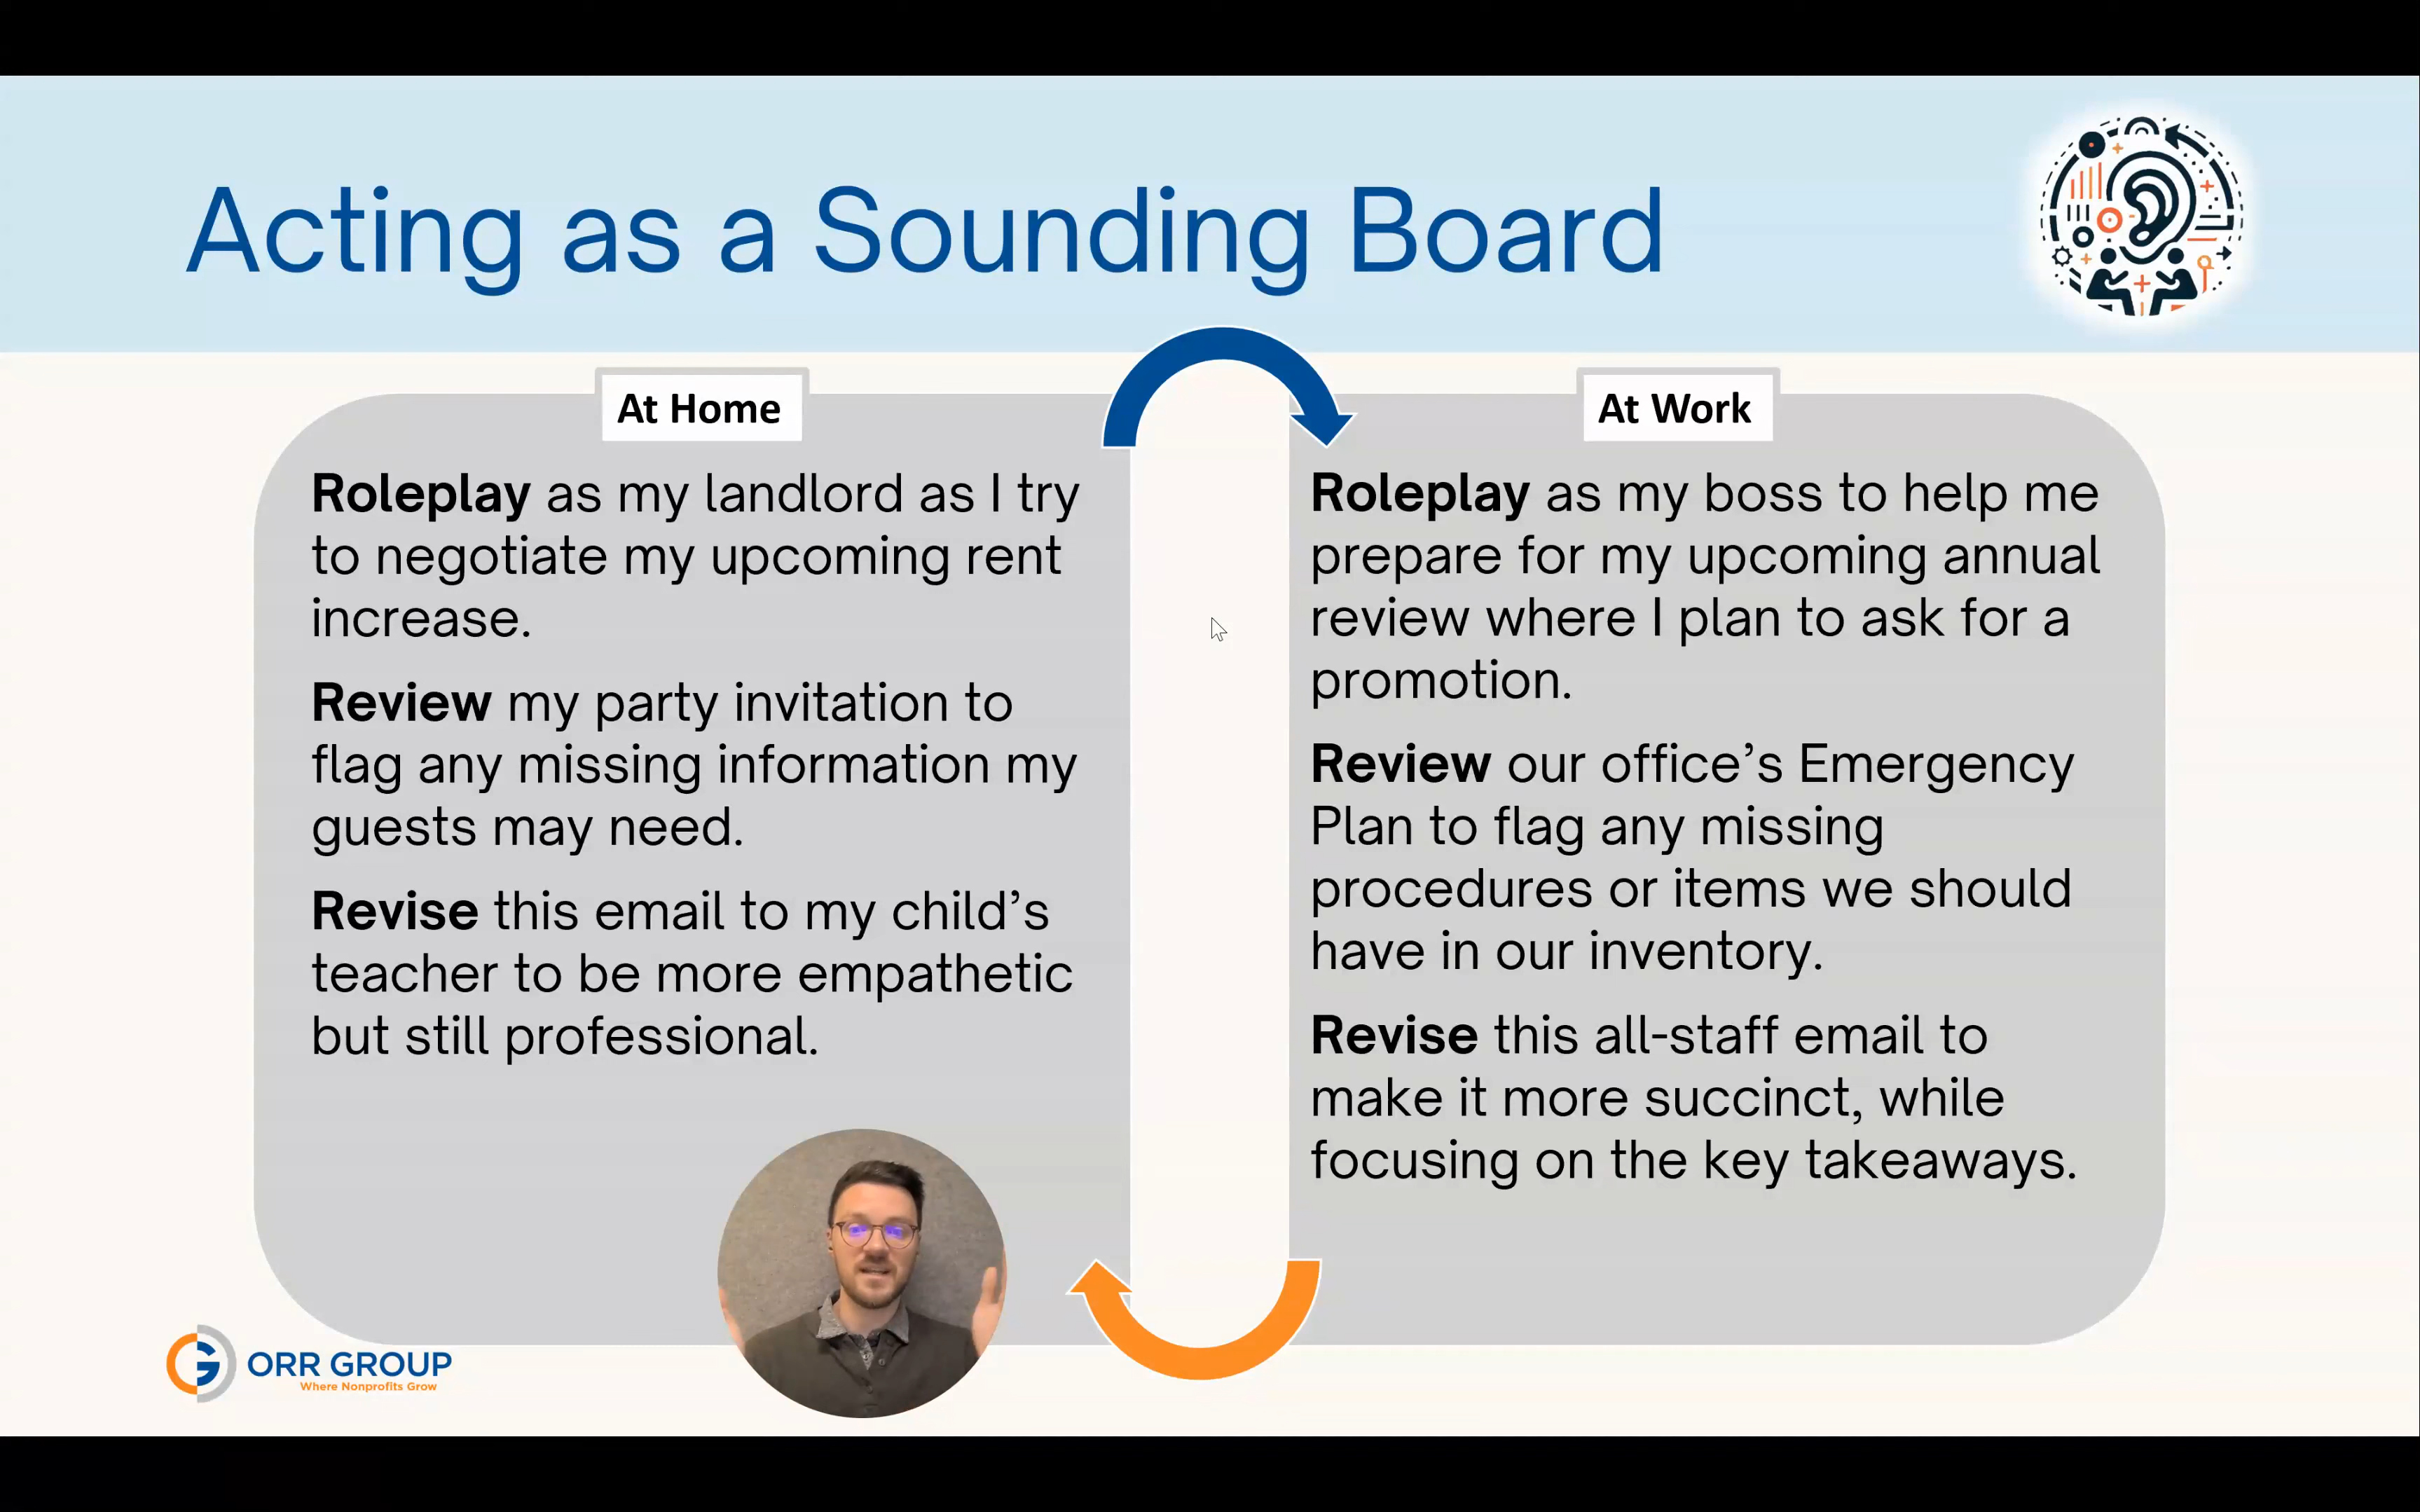 Acting as a Sounding Board
At Home
Roleplay as my landlord as I try
to negotiate my upcoming rent
increase.
Review my party invitation to
flag any missing information my
guests may need.
Revise this email to my child’s
teacher to be more empathetic
but still professional.
At Work
Roleplay as my boss to help me
prepare for my upcoming annual
review where I plan to ask for a
promotion.
Review our office’s Emergency
Plan to flag any missing
procedures or items we should
have in our inventory.
Revise this all-staff email to
make it more succinct, while
focusing on the key takeaways.
ORR GROUP
Where Nonprofits Grow